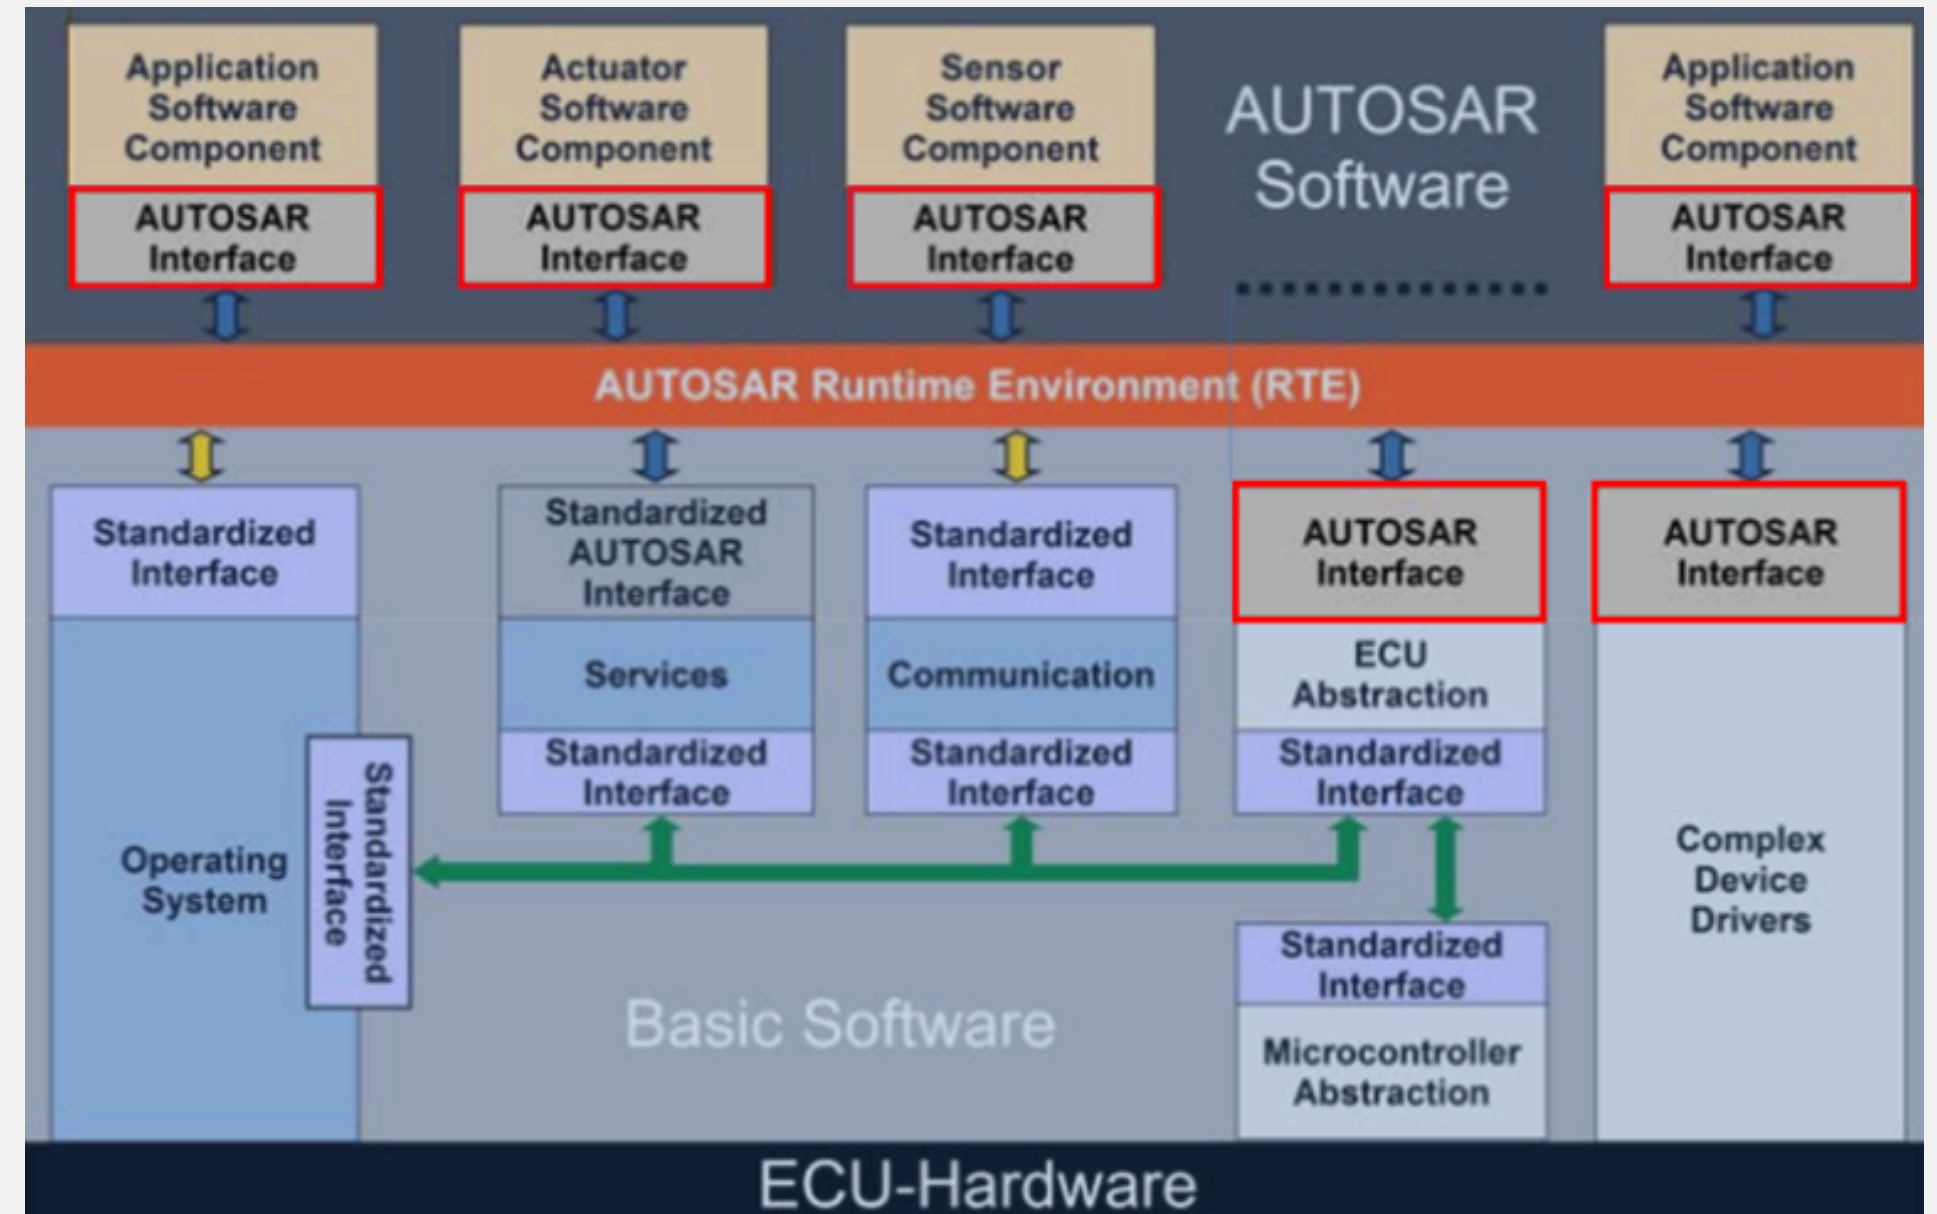 Application
Software
Component
AUTOSAR
Interface
Actuator
Software
Component
AUTOSAR
Interface
Sensor
Software
Component
AUTOSAR
Interface
AUTOSAR
Software
Application
Software
Component
AUTOSAR
Interface
AUTOSAR Runtime Environment (RTE)
Standardized
Interface
Operating
System
Standardized
Interface
Standardized
AUTOSAR
Interface
Services
Standardized
Interface
Standardized
Interface
Communication
Standardized
Interface
AUTOSAR
Interface
ECU
Abstraction
Standardized
Interface
Standardized
Interface
Microcontroller
Abstraction
AUTOSAR
Interface
Complex
Device
Drivers
Basic Software
ECU-Hardware